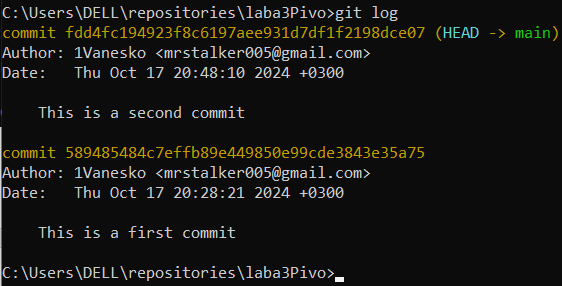 C:\Users\DELL\repositories\laba3Pivo>git log
commit fdd4fc194923f8c6197aee931d7df1f2198dce07 (HEAD -> main)
Author: 1Vanesko <mrstalker005@gmail.com>
Date:   Thu Oct 17 20:48:10 2024 +0300
    This is a second commit
commit 589485484c7effb89e449850e99cde3843e35a75
Author: 1Vanesko <mrstalker005@gmail.com>
Date:   Thu Oct 17 20:28:21 2024 +0300
    This is a first commit
C:\Users\DELL\repositories\laba3Pivo>